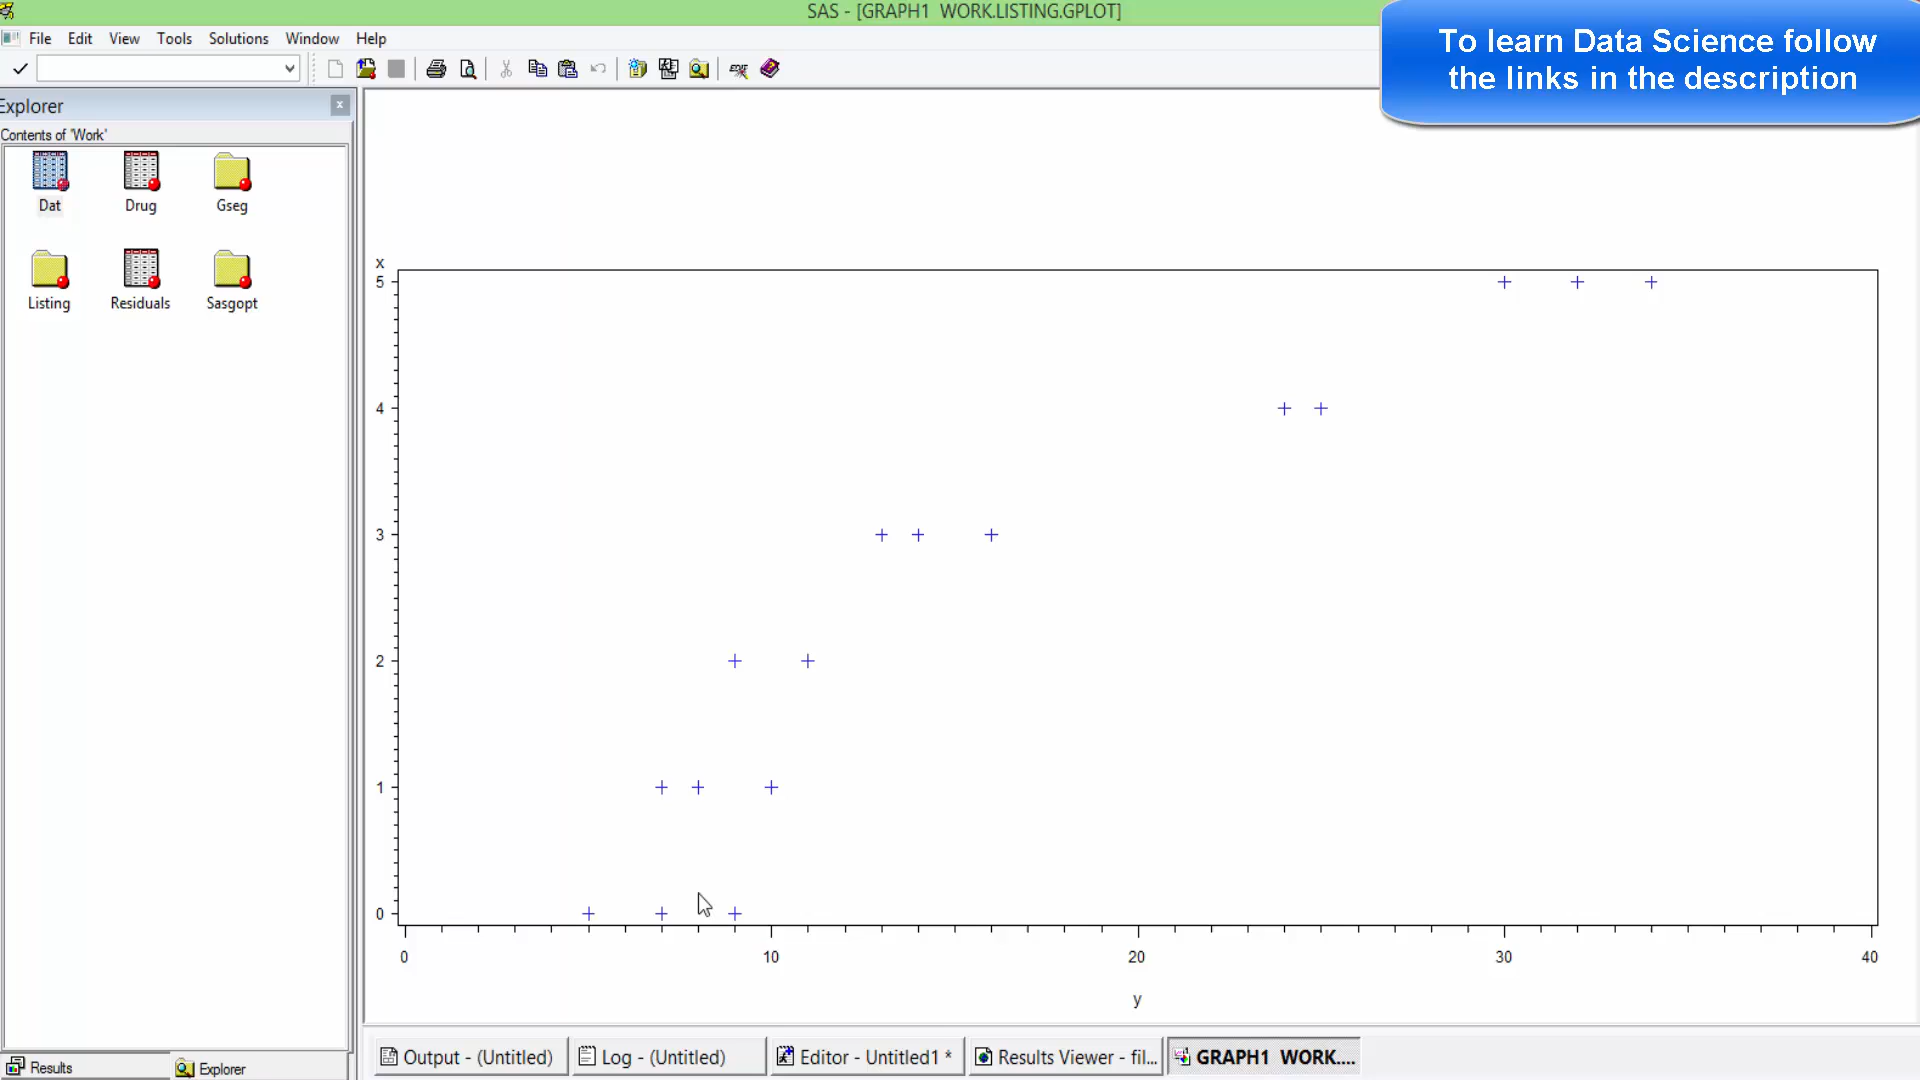 SAS - [GRAPH1 WORK.LISTING.GPLOT]
To learn Data Science follow
the links in the description
File Edit View Tools Solutions Window Help
Explorer
Contents of 'Work'
Dat Drug Gseg
Listing Residuals Sasgopt
x
5
4
3
2
1
0
0 10 20 30 40
y
Results Explorer
Output - (Untitled) Log - (Untitled) Editor - Untitled1 * Results Viewer - fil... GRAPH1 WORK....